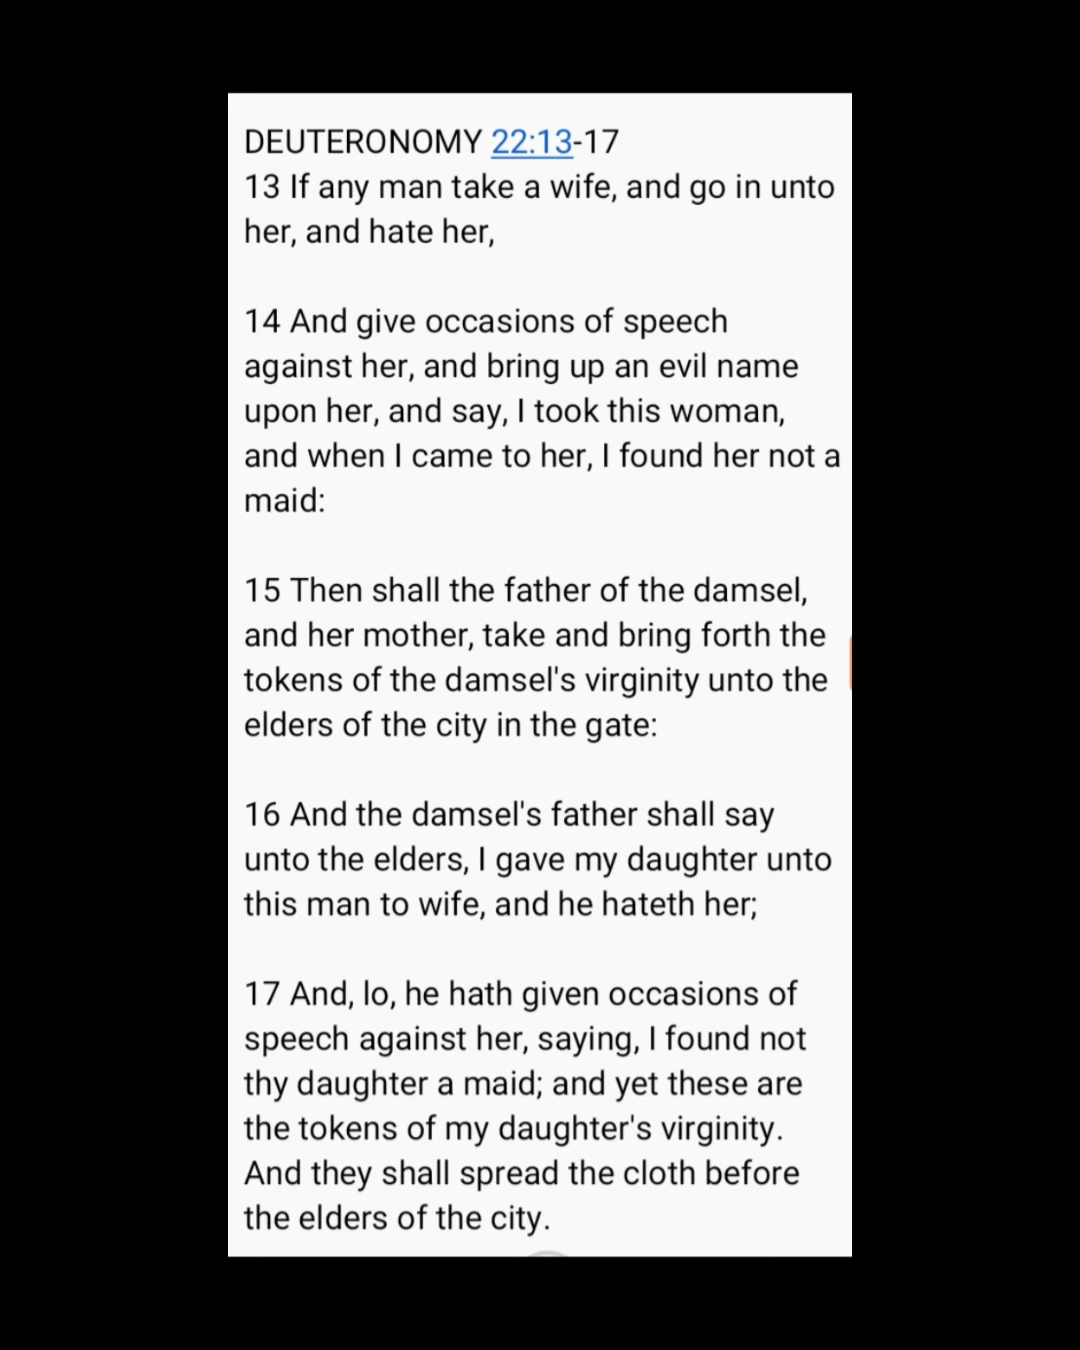 DEUTERONOMY 22:13-17
13 If any man take a wife, and go in unto
her, and hate her,
14 And give occasions of speech
against her, and bring up an evil name
upon her, and say, I took this woman,
and when I came to her, I found her not a
maid:
15 Then shall the father of the damsel,
and her mother, take and bring forth the
tokens of the damsel's virginity unto the
elders of the city in the gate:
16 And the damsel's father shall say
unto the elders, I gave my daughter unto
this man to wife, and he hateth her;
17 And, lo, he hath given occasions of
speech against her, saying, I found not
thy daughter a maid; and yet these are
the tokens of my daughter's virginity.
And they shall spread the cloth before
the elders of the city.